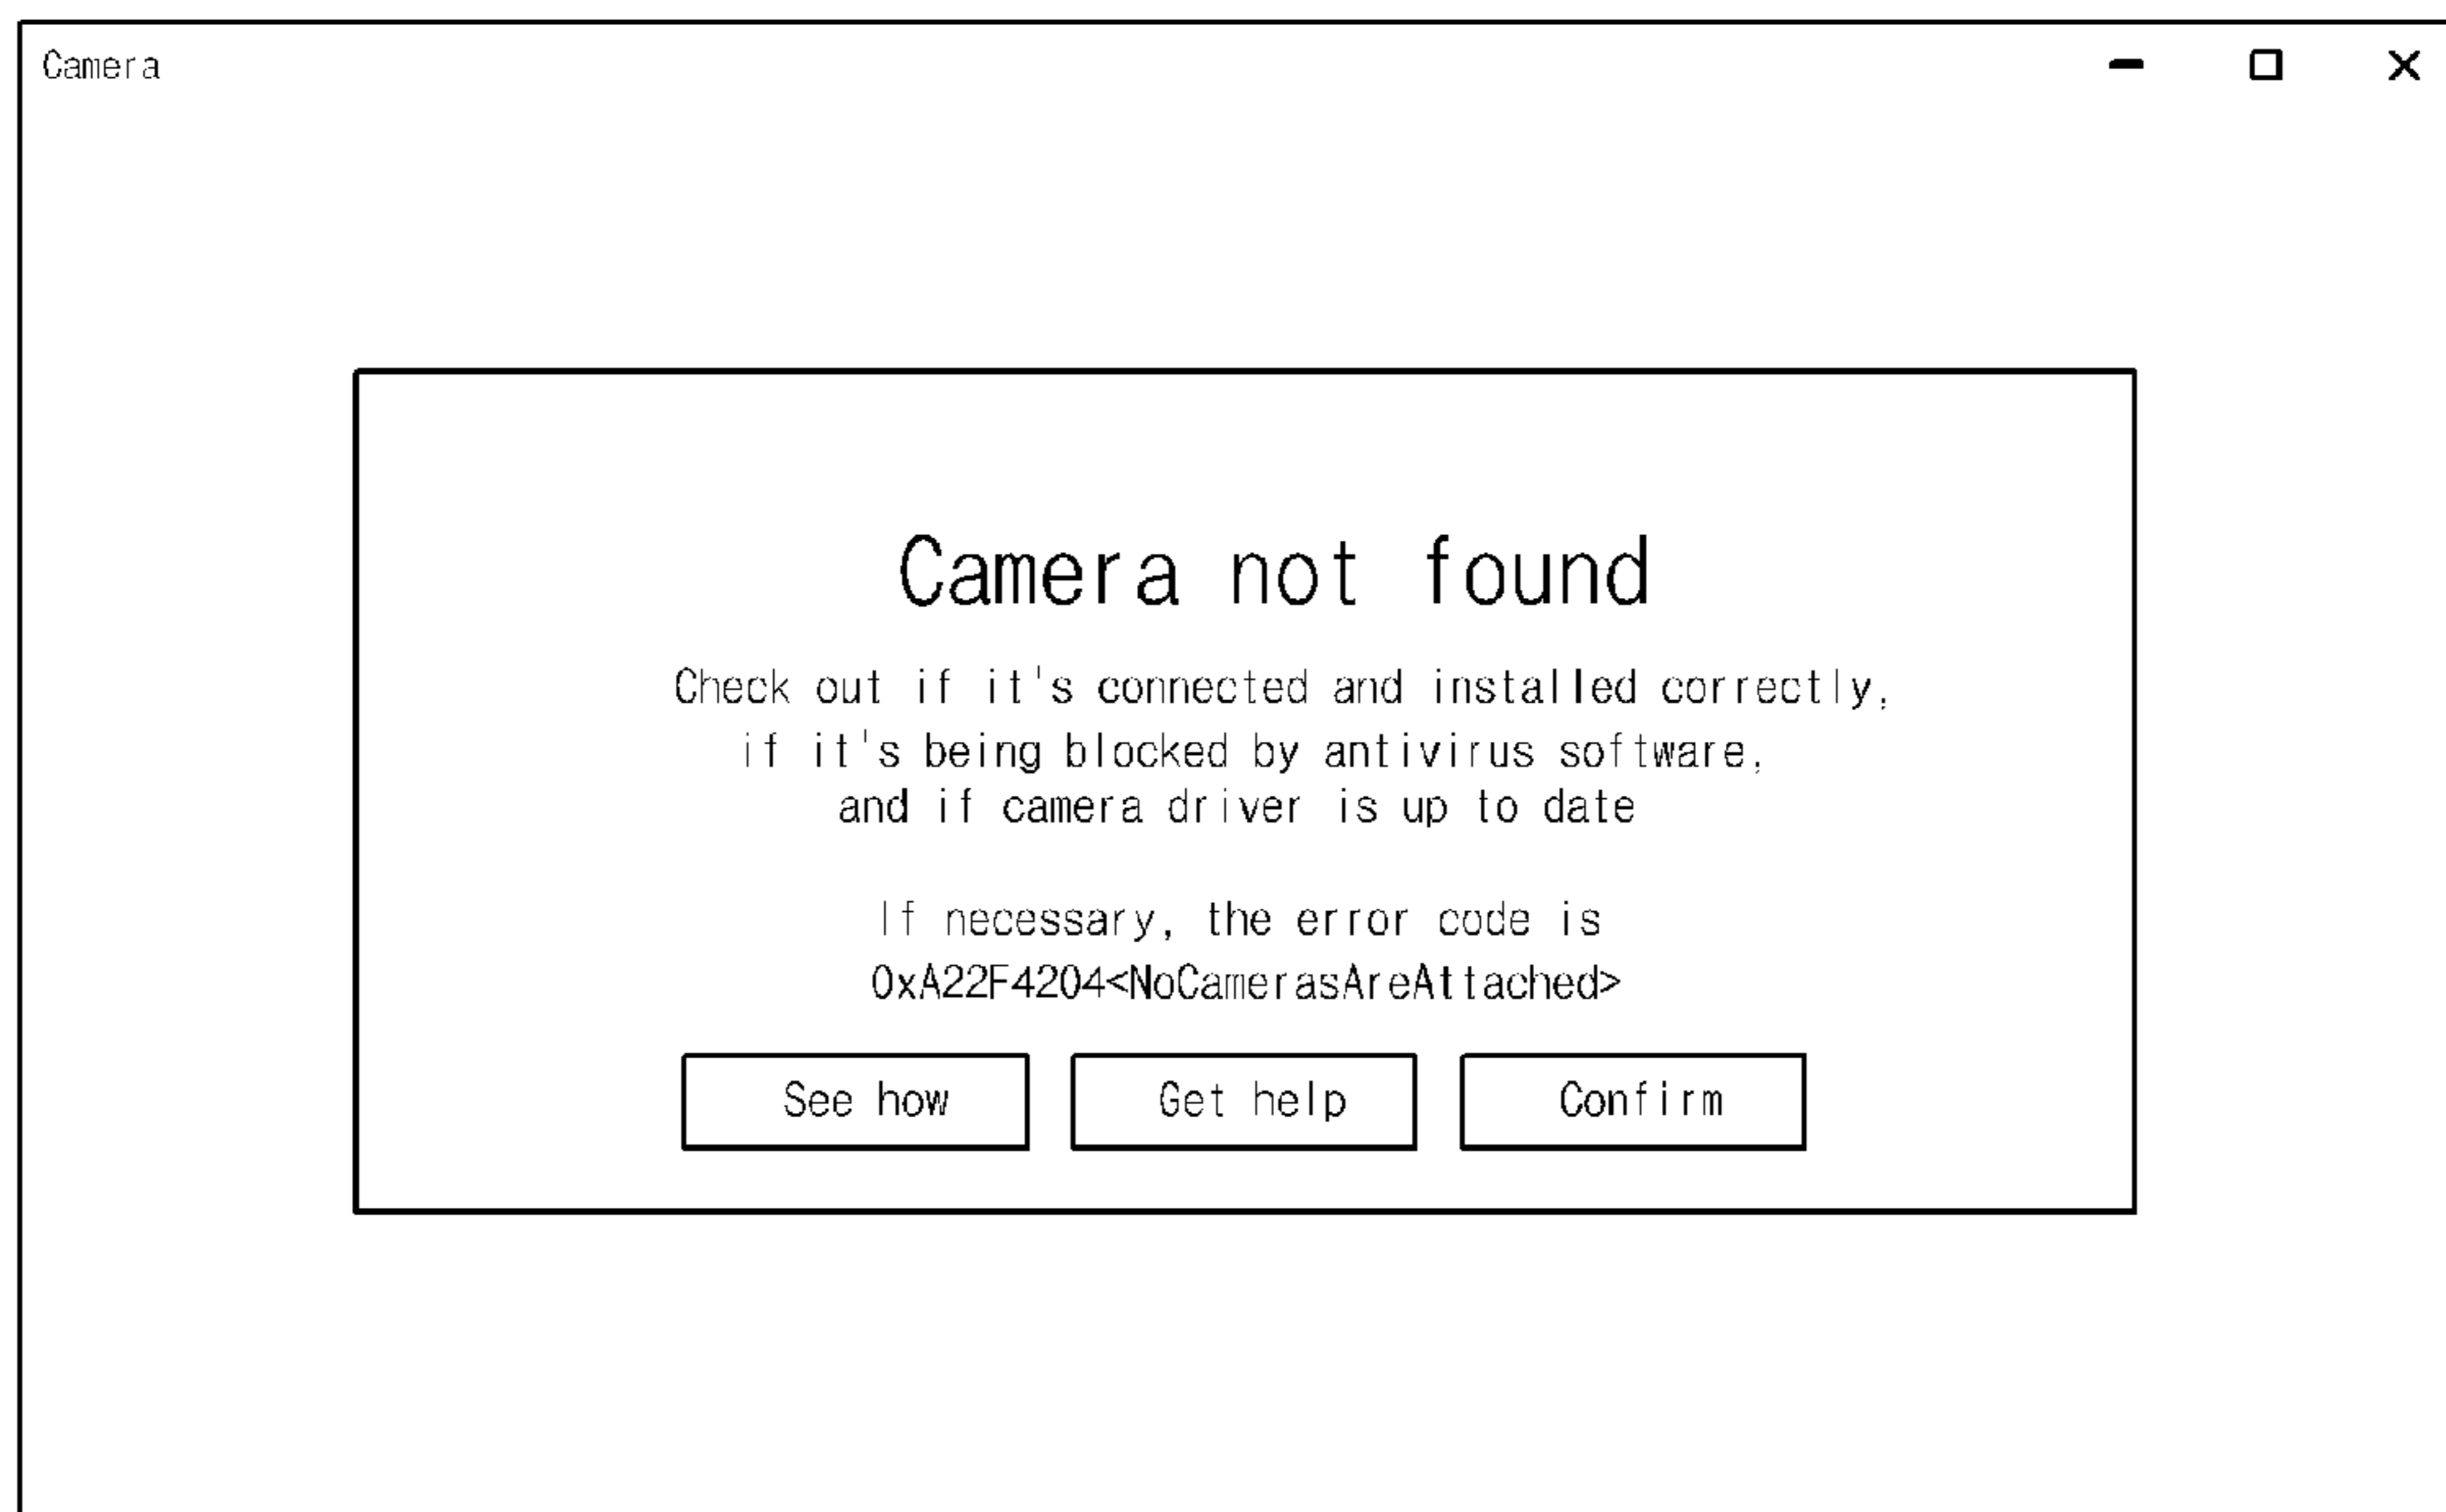 Camera
Camera not found
Check out if it's connected and installed correctly,
if it's being blocked by antivirus software,
and if camera driver is up to date
If necessary, the error code is
0xA22F4204<NoCamerasAreAttached>
See how
Get help
Confirm